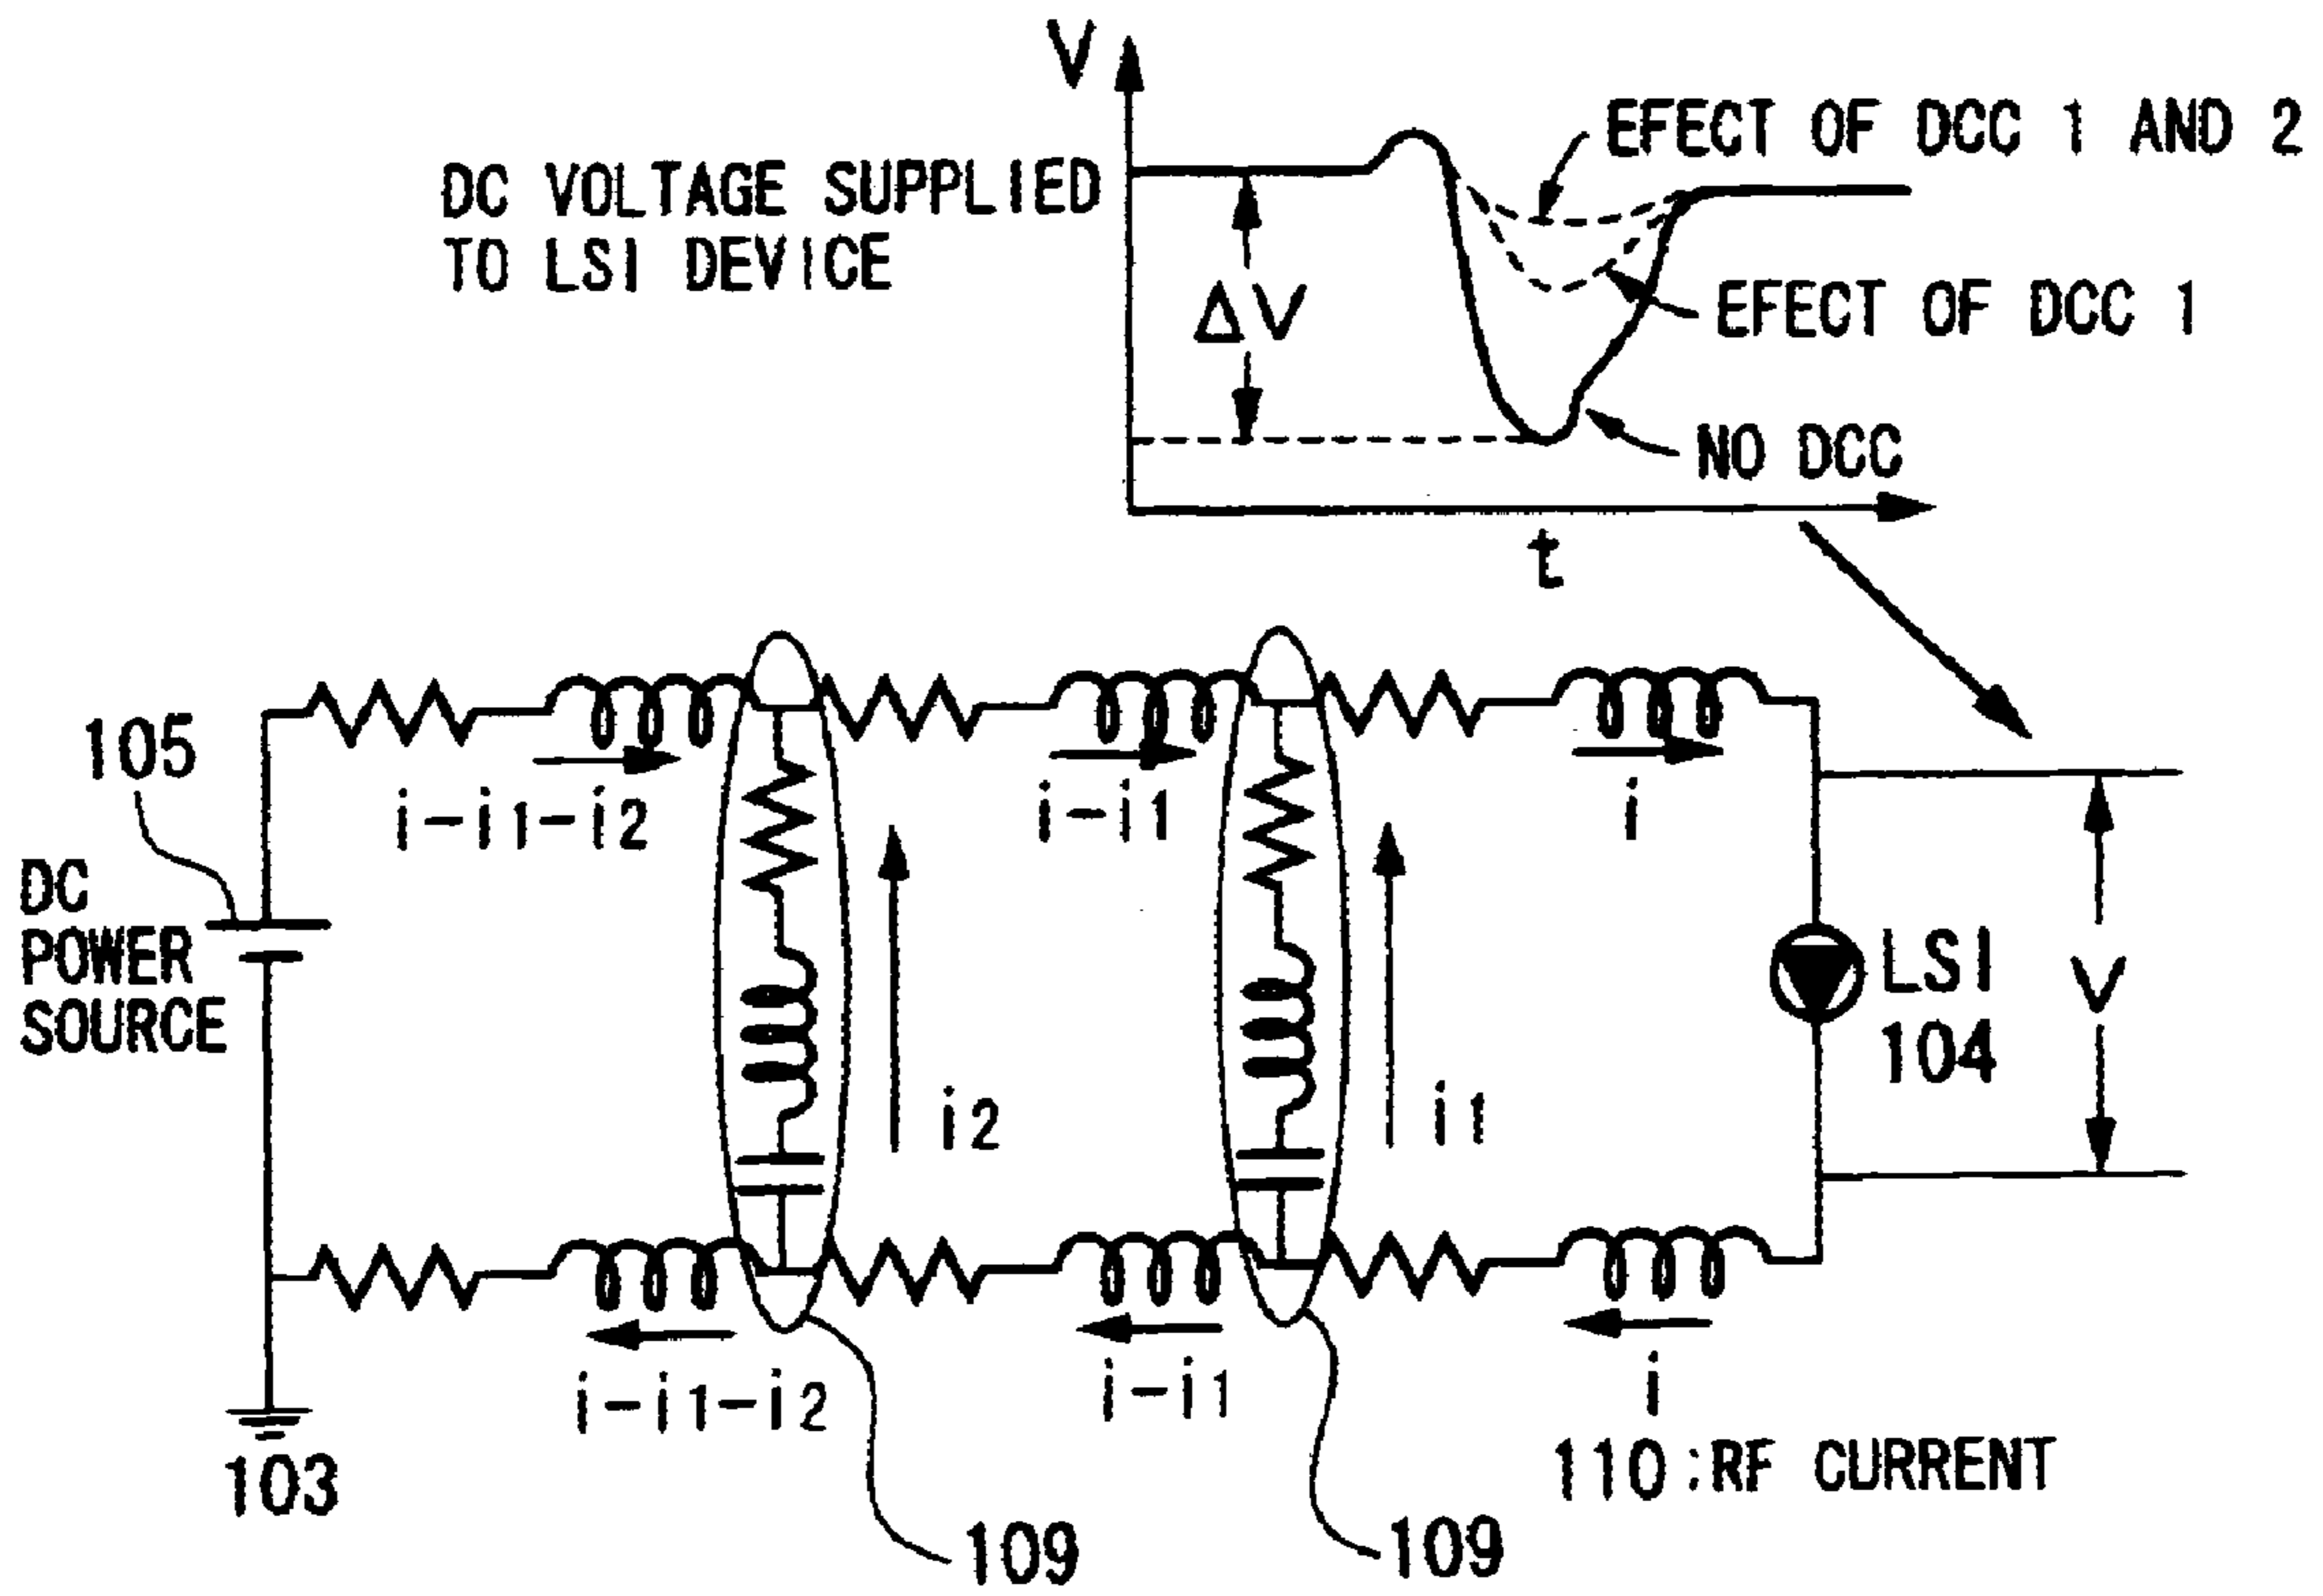 V
DC VOLTAGE SUPPLIED
TO LSI DEVICE
EFECT OF DCC 1 AND 2
ΔV
EFECT OF DCC 1
NO DCC
t
105
i-i1-i2
i-i1
i
DC
POWER
SOURCE
LSI
104
V
i2
i1
i-i1-i2
i-i1
i
103
110:RF CURRENT
109
109